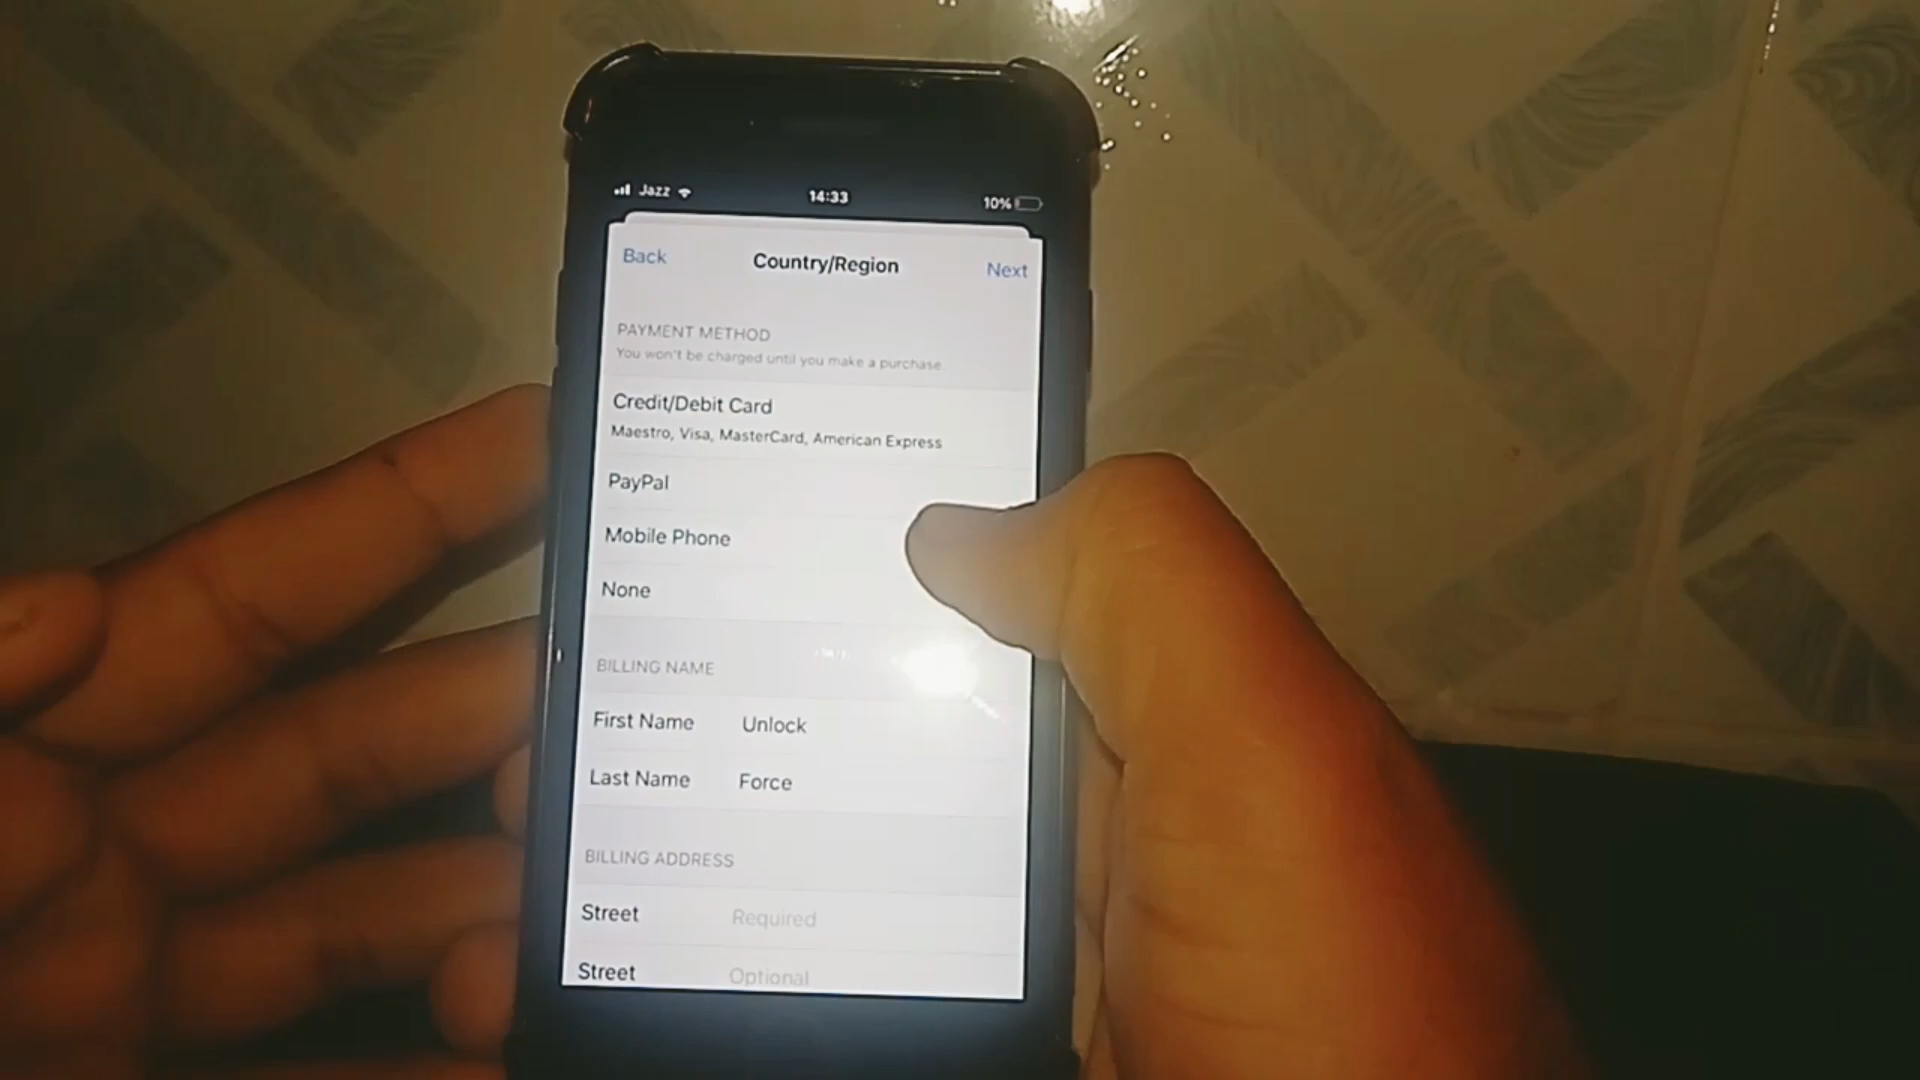 Jazz 14:33 10%
Back Country/Region Next
PAYMENT METHOD
You won't be charged until you make a purchase.
Credit/Debit Card
Maestro, Visa, MasterCard, American Express
PayPal
Mobile Phone
None
BILLING NAME
First Name Unlock
Last Name Force
BILLING ADDRESS
Street Required
Street Optional